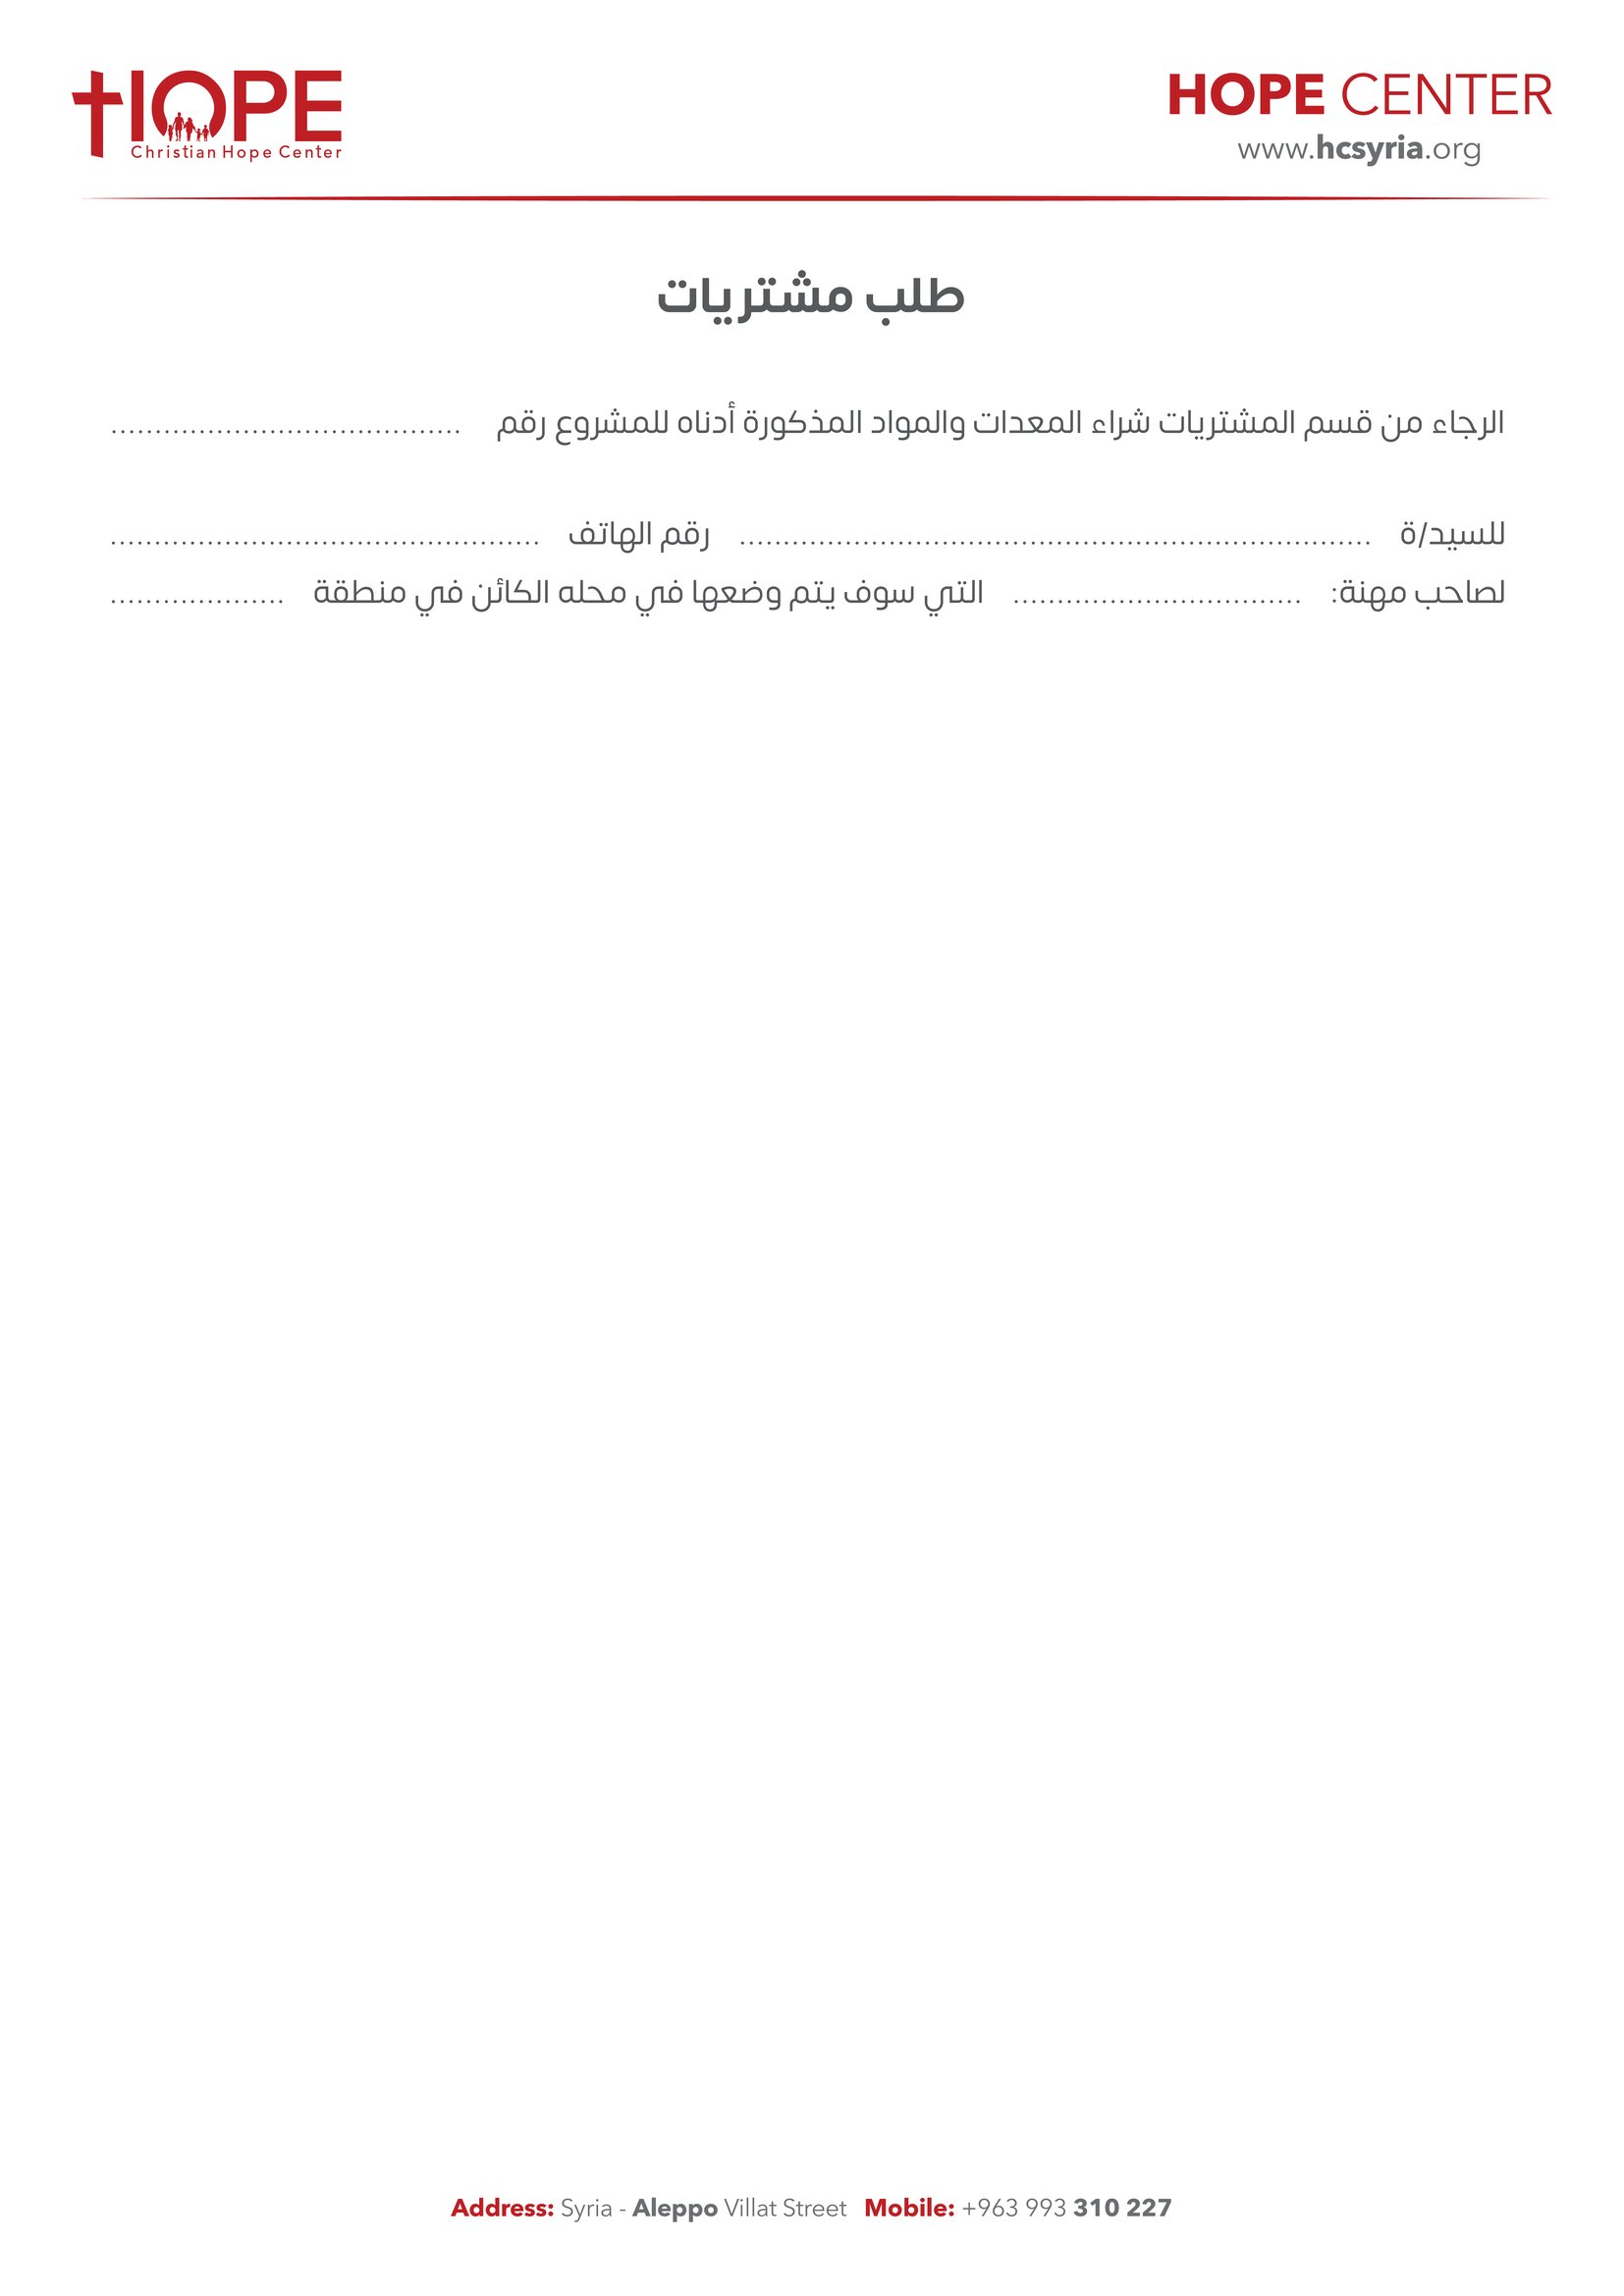 HOPE
Christian Hope Center
HOPE CENTER
www.hcsyria.org
طلب مشتريات
الرجاء من قسم المشتريات شراء المعدات والمواد المذكورة أدناه للمشروع رقم ........................................
للسيد/ة ........................................................................ رقم الهاتف .................................................
لصاحب مهنة: ................................. التي سوف يتم وضعها في محله الكائن في منطقة ....................
Address: Syria - Aleppo Villat Street Mobile: +963 993 310 227